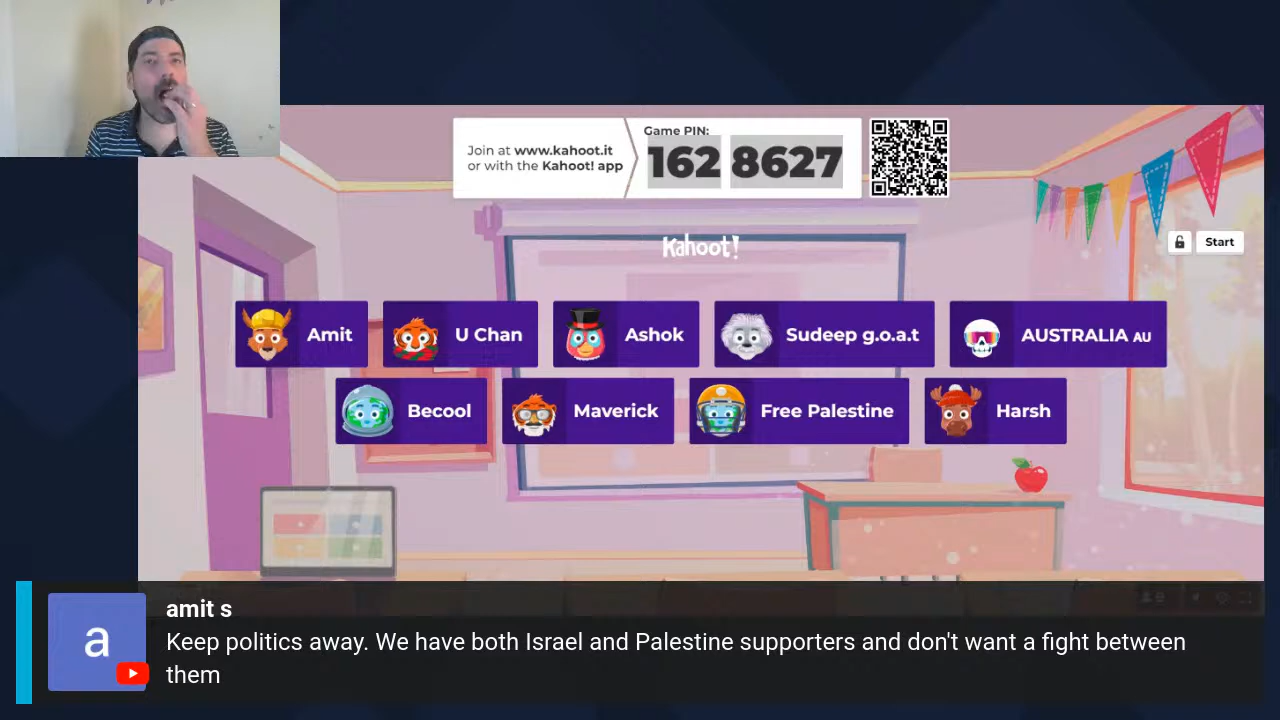 Join at www.kahoot.it
or with the Kahoot! app
Game PIN:
162 8627
Kahoot!
Start
Amit
U Chan
Ashok
Sudeep g.o.a.t
AUSTRALIA AU
Becool
Maverick
Free Palestine
Harsh
a
amit s
Keep politics away. We have both Israel and Palestine supporters and don't want a fight between
them